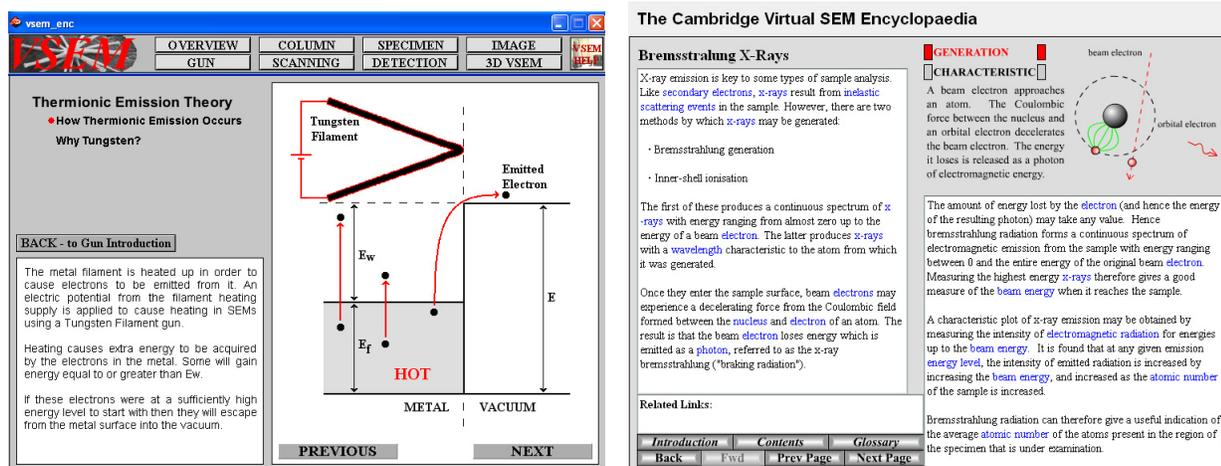 vsem_enc
VSEM
OVERVIEW
COLUMN
SPECIMEN
IMAGE
VSEM
HELP
GUN
SCANNING
DETECTION
3D VSEM
Thermionic Emission Theory
How Thermionic Emission Occurs
Why Tungsten?
BACK - to Gun Introduction
The metal filament is heated up in order to
cause electrons to be emitted from it. An
electric potential from the filament heating
supply is applied to cause heating in SEMs
using a Tungsten Filament gun.
Heating causes extra energy to be acquired
by the electrons in the metal. Some will gain
energy equal to or greater than Ew.
If these electrons were at a sufficiently high
energy level to start with then they will escape
from the metal surface into the vacuum.
Tungsten
Filament
Emitted
Electron
Ew
E
Ef
HOT
METAL
VACUUM
PREVIOUS
NEXT
The Cambridge Virtual SEM Encyclopaedia
Bremsstralung X-Rays
X-ray emission is key to some types of sample analysis.
Like secondary electrons, x-rays result from inelastic
scattering events in the sample. However, there are two
methods by which x-rays may be generated:
· Bremsstrahlung generation
· Inner-shell ionisation
The first of these produces a continuous spectrum of x
-rays with energy ranging from almost zero up to the
energy of a beam electron. The latter produces x-rays
with a wavelength characteristic to the atom from which
it was generated.
Once they enter the sample surface, beam electrons may
experience a decelerating force from the Coulombic field
formed between the nucleus and electron of an atom. The
result is that the beam electron loses energy which is
emitted as a photon, referred to as the x-ray
bremsstrahlung ("braking radiation").
Related Links:
Introduction
Contents
Glossary
Back
Fwd
Prev Page
Next Page
GENERATION
CHARACTERISTIC
A beam electron approaches
an atom. The Coulombic
force between the nucleus and
an orbital electron decelerates
the beam electron. The energy
it loses is released as a photon
of electromagnetic energy.
beam electron
orbital electron
The amount of energy lost by the electron (and hence the energy
of the resulting photon) may take any value. Hence
bremsstrahlung radiation forms a continuous spectrum of
electromagnetic emission from the sample with energy ranging
between 0 and the entire energy of the original beam electron.
Measuring the highest energy x-rays therefore gives a good
measure of the beam energy when it reaches the sample.
A characteristic plot of x-ray emission may be obtained by
measuring the intensity of electromagnetic radiation for energies
up to the beam energy. It is found that at any given emission
energy level, the intensity of emitted radiation is increased by
increasing the beam energy, and increased as the atomic number
of the sample is increased.
Bremsstrahlung radiation can therefore give a useful indication of
the average atomic number of the atoms present in the region of
the specimen that is under examination.